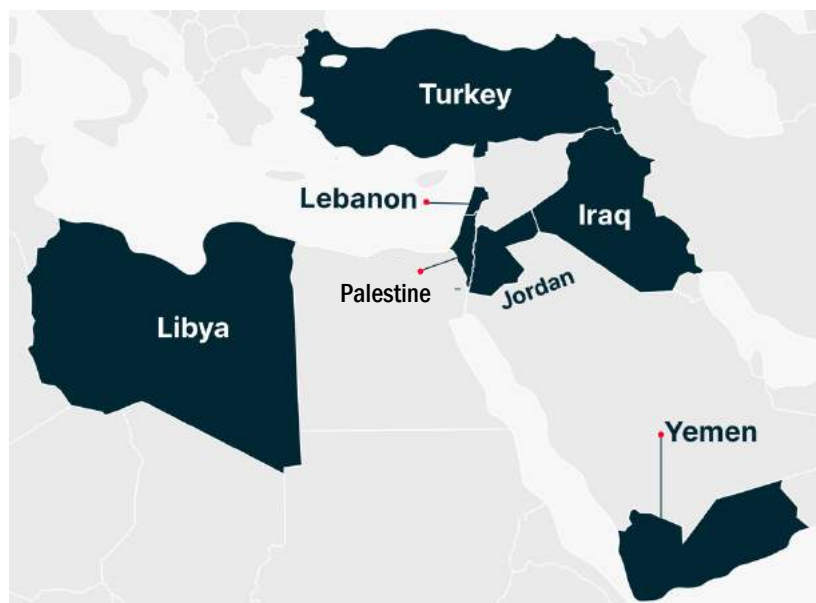 Turkey
Lebanon
Iraq
Palestine
Jordan
Libya
Yemen